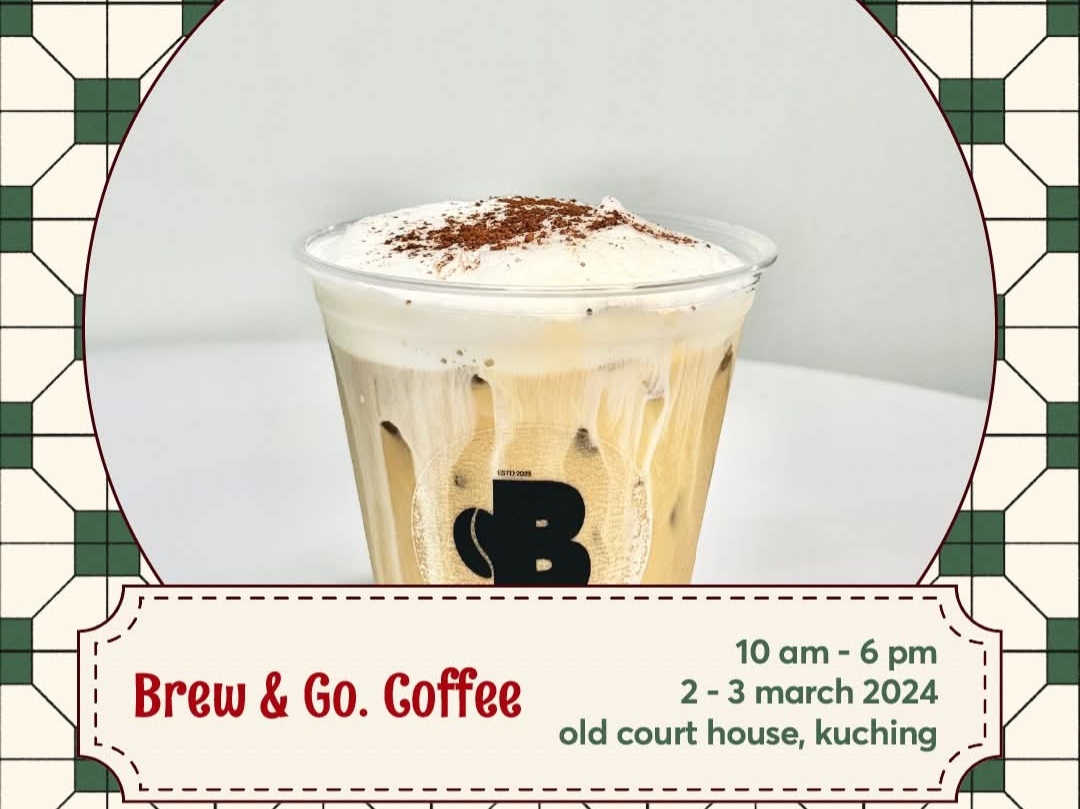 B
Brew & Go. Coffee
10 am - 6 pm
2 - 3 march 2024
old court house, kuching